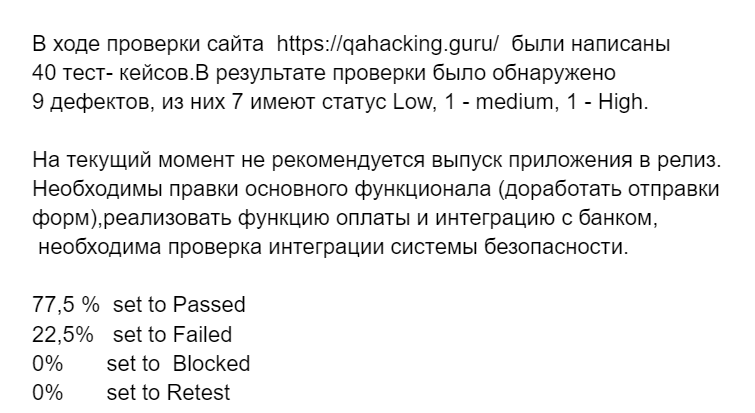 В ходе проверки сайта  https://qahacking.guru/  были написаны
40 тест- кейсов.В результате проверки было обнаружено
9 дефектов, из них 7 имеют статус Low, 1 - medium, 1 - High.
На текущий момент не рекомендуется выпуск приложения в релиз.
Необходимы правки основного функционала (доработать отправки
форм),реализовать функцию оплаты и интеграцию с банком,
необходима проверка интеграции системы безопасности.
77,5 %  set to Passed
22,5%   set to Failed
0%       set to  Blocked
0%       set to Retest